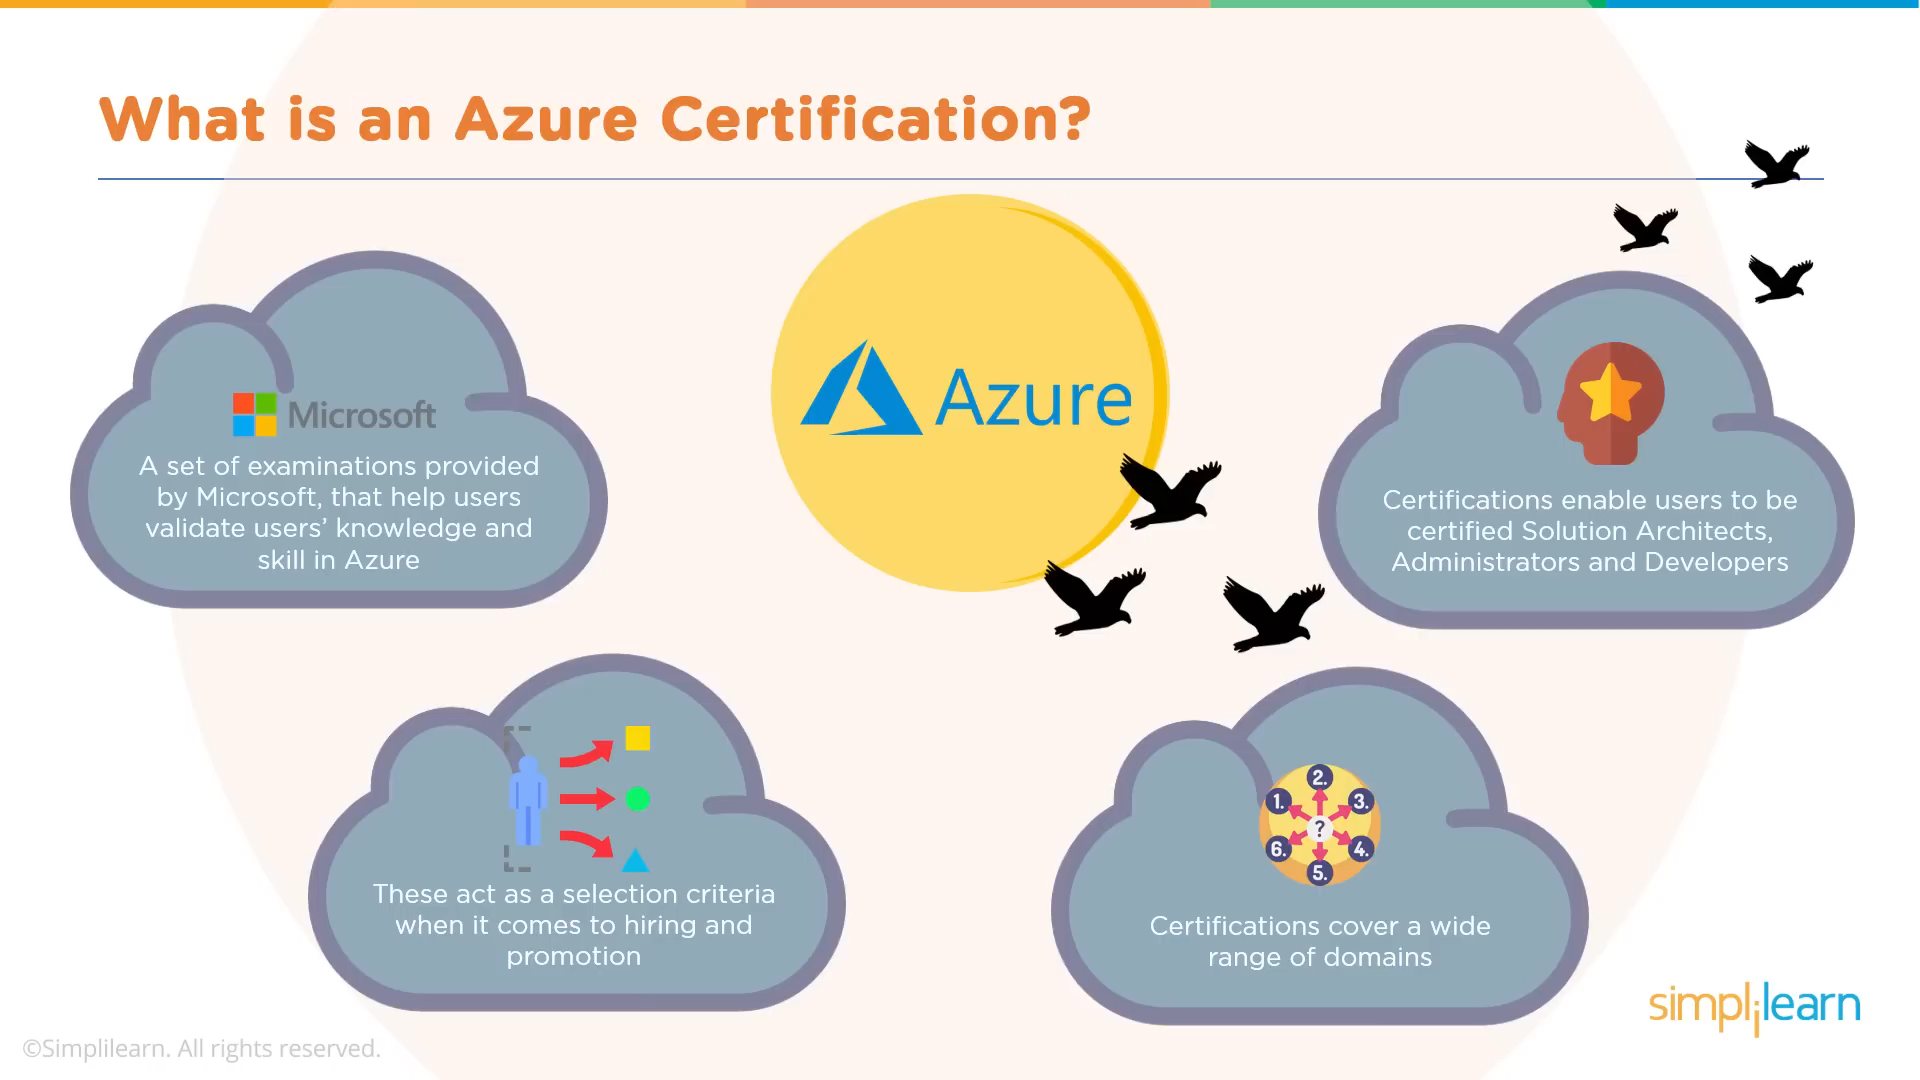 What is an Azure Certification?
Azure
Microsoft
A set of examinations provided
by Microsoft, that help users
validate users’ knowledge and
skill in Azure
Certifications enable users to be
certified Solution Architects,
Administrators and Developers
These act as a selection criteria
when it comes to hiring and
promotion
2.
1.
3.
?
6.
4.
5.
Certifications cover a wide
range of domains
simplilearn
©Simplilearn. All rights reserved.